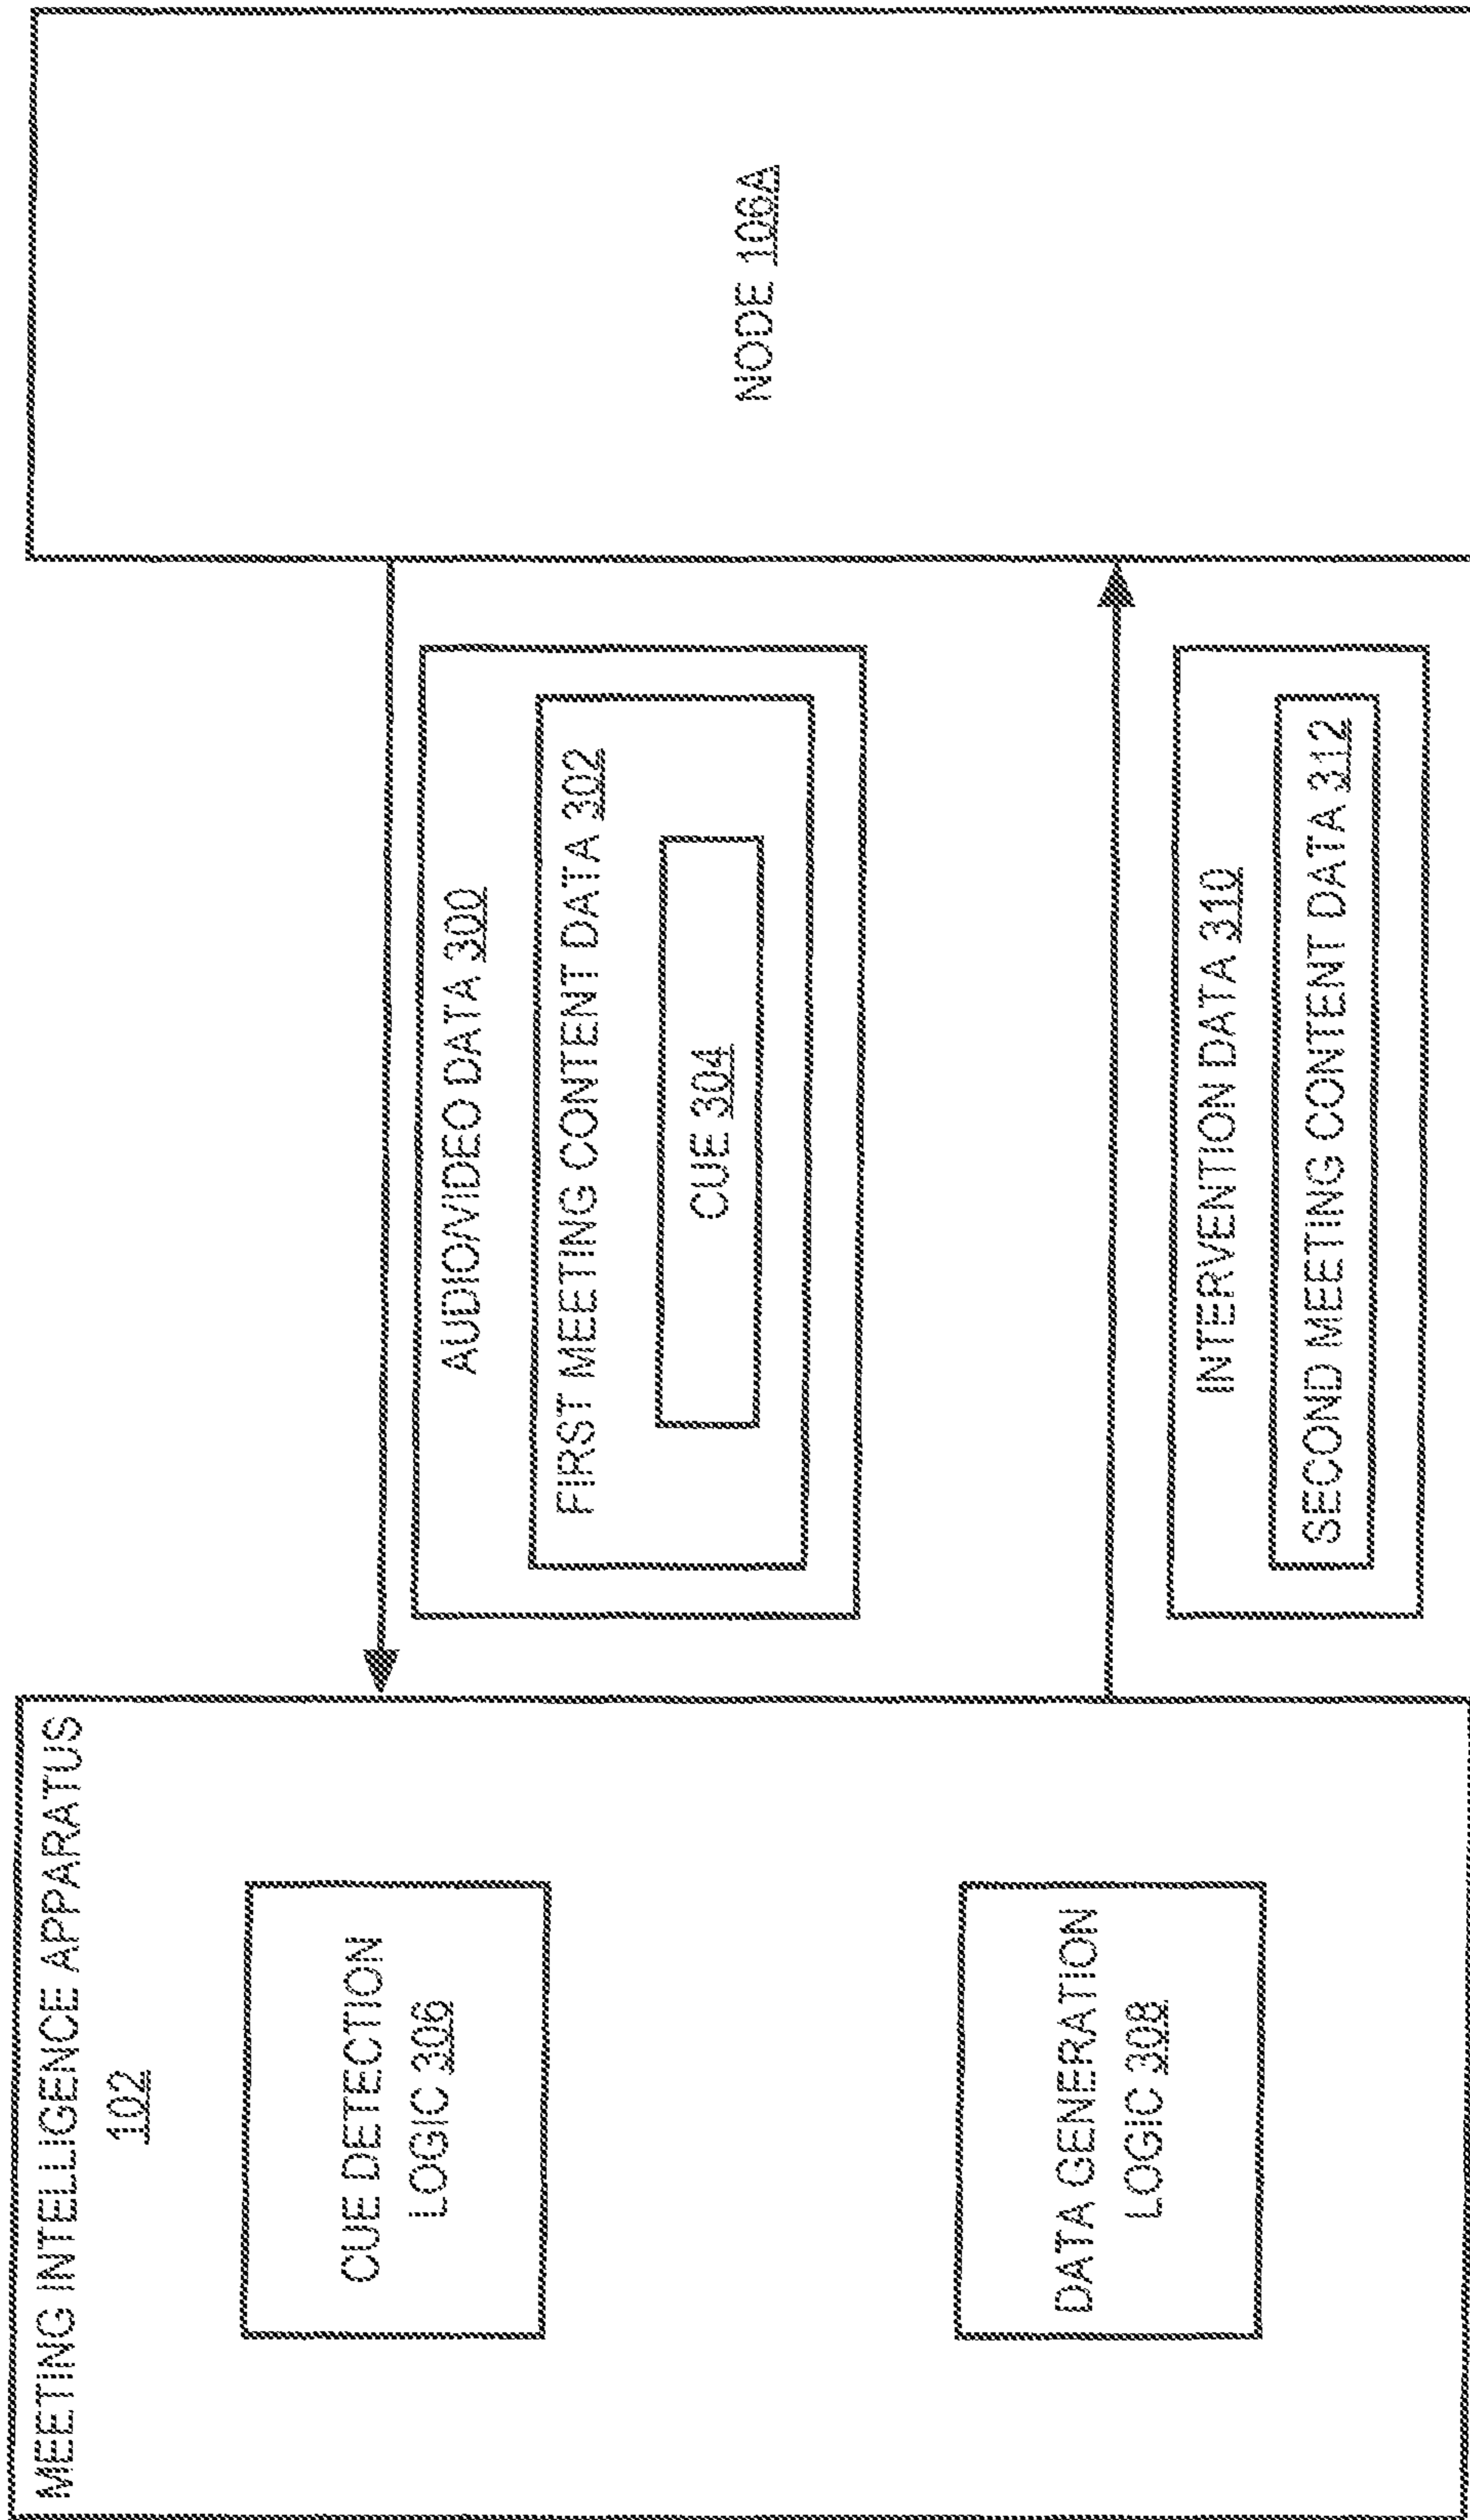 MEETING INTELLIGENCE APPARATUS
102
CUE DETECTION
LOGIC 306
DATA GENERATION
LOGIC 308
AUDIO/VIDEO DATA 300
FIRST MEETING CONTENT DATA 302
CUE 304
INTERVENTION DATA 310
SECOND MEETING CONTENT DATA 312
NODE 106A